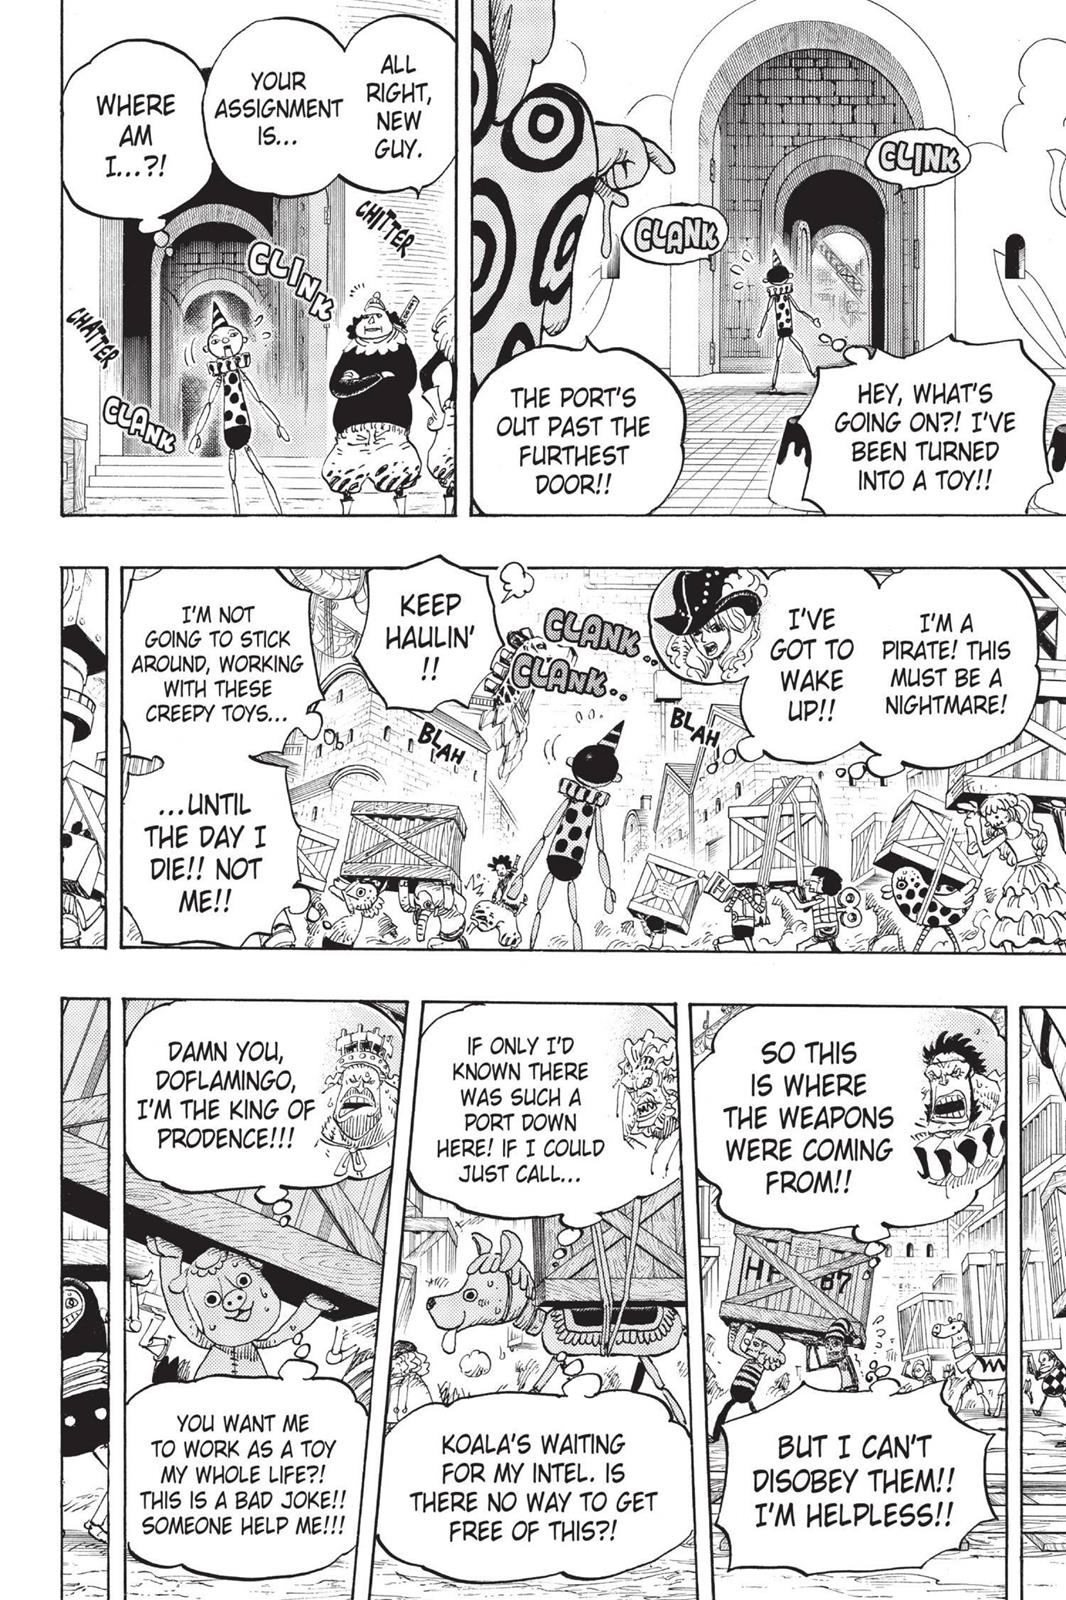 ALL
RIGHT,
NEW
GUY.
YOUR
ASSIGNMENT
IS...
WHERE
AM
I...?!
CHITTER
CLINK
CHATTER
CLANK
CLINK
CLANK
THE PORT'S
OUT PAST THE
FURTHEST
DOOR!!
HEY, WHAT'S
GOING ON?! I'VE
BEEN TURNED
INTO A TOY!!
I'M A
PIRATE! THIS
MUST BE A
NIGHTMARE!
I'VE
GOT TO
WAKE
UP!!
KEEP
HAULIN'
!!
CLANK..
CLANK..
BLAH
BLAH
I'M NOT
GOING TO STICK
AROUND, WORKING
WITH THESE
CREEPY TOYS...
...UNTIL
THE DAY I
DIE!! NOT
ME!!
SO THIS
IS WHERE
THE WEAPONS
WERE COMING
FROM!!
BUT I CAN'T
DISOBEY THEM!!
I'M HELPLESS!!
IF ONLY I'D
KNOWN THERE
WAS SUCH A
PORT DOWN
HERE! IF I COULD
JUST CALL...
KOALA'S WAITING
FOR MY INTEL. IS
THERE NO WAY TO GET
FREE OF THIS?!
DAMN YOU,
DOFLAMINGO,
I'M THE KING OF
PRODENCE!!!
YOU WANT ME
TO WORK AS A TOY
MY WHOLE LIFE?!
THIS IS A BAD JOKE!!
SOMEONE HELP ME!!!